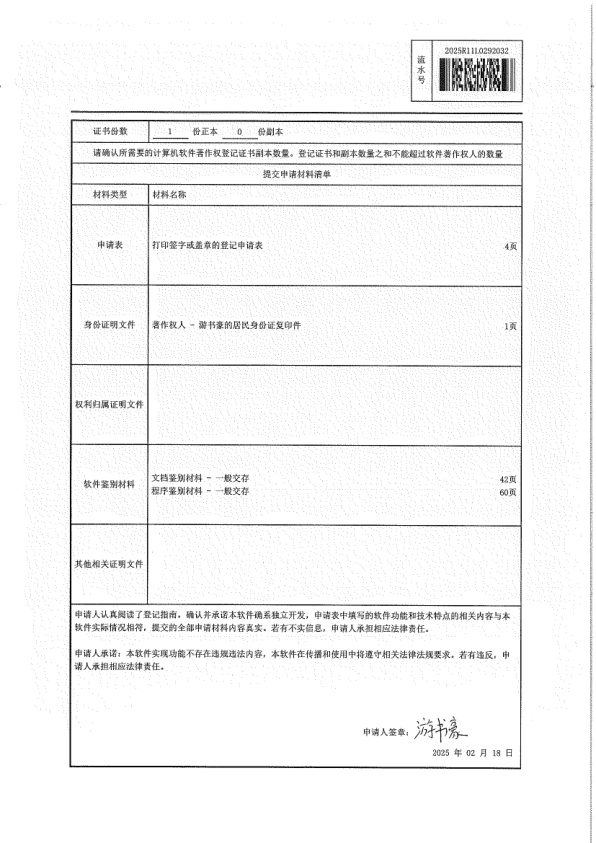 流水号
2025R11L0292032
证书份数 1 份正本 0 份副本
请确认所需要的计算机软件著作权登记证书副本数量。登记证书和副本数量之和不能超过软件著作权人的数量
提交申请材料清单
材料类型 材料名称
申请表 打印签字或盖章的登记申请表 4页
身份证明文件 著作权人 - 游书豪的居民身份证复印件 1页
权利归属证明文件
软件鉴别材料 文档鉴别材料 - 一般交存 42页
程序鉴别材料 - 一般交存 60页
其他相关证明文件
申请人认真阅读了登记指南，确认并承诺本软件确系独立开发，申请表中填写的软件功能和技术特点的相关内容与本
软件实际情况相符，提交的全部申请材料内容真实。若有不实信息，申请人承担相应法律责任。
申请人承诺：本软件实现功能不存在违规违法内容，本软件在传播和使用中将遵守相关法律法规要求。若有违反，申
请人承担相应法律责任。
申请人签章：游书豪
2025 年 02 月 18 日